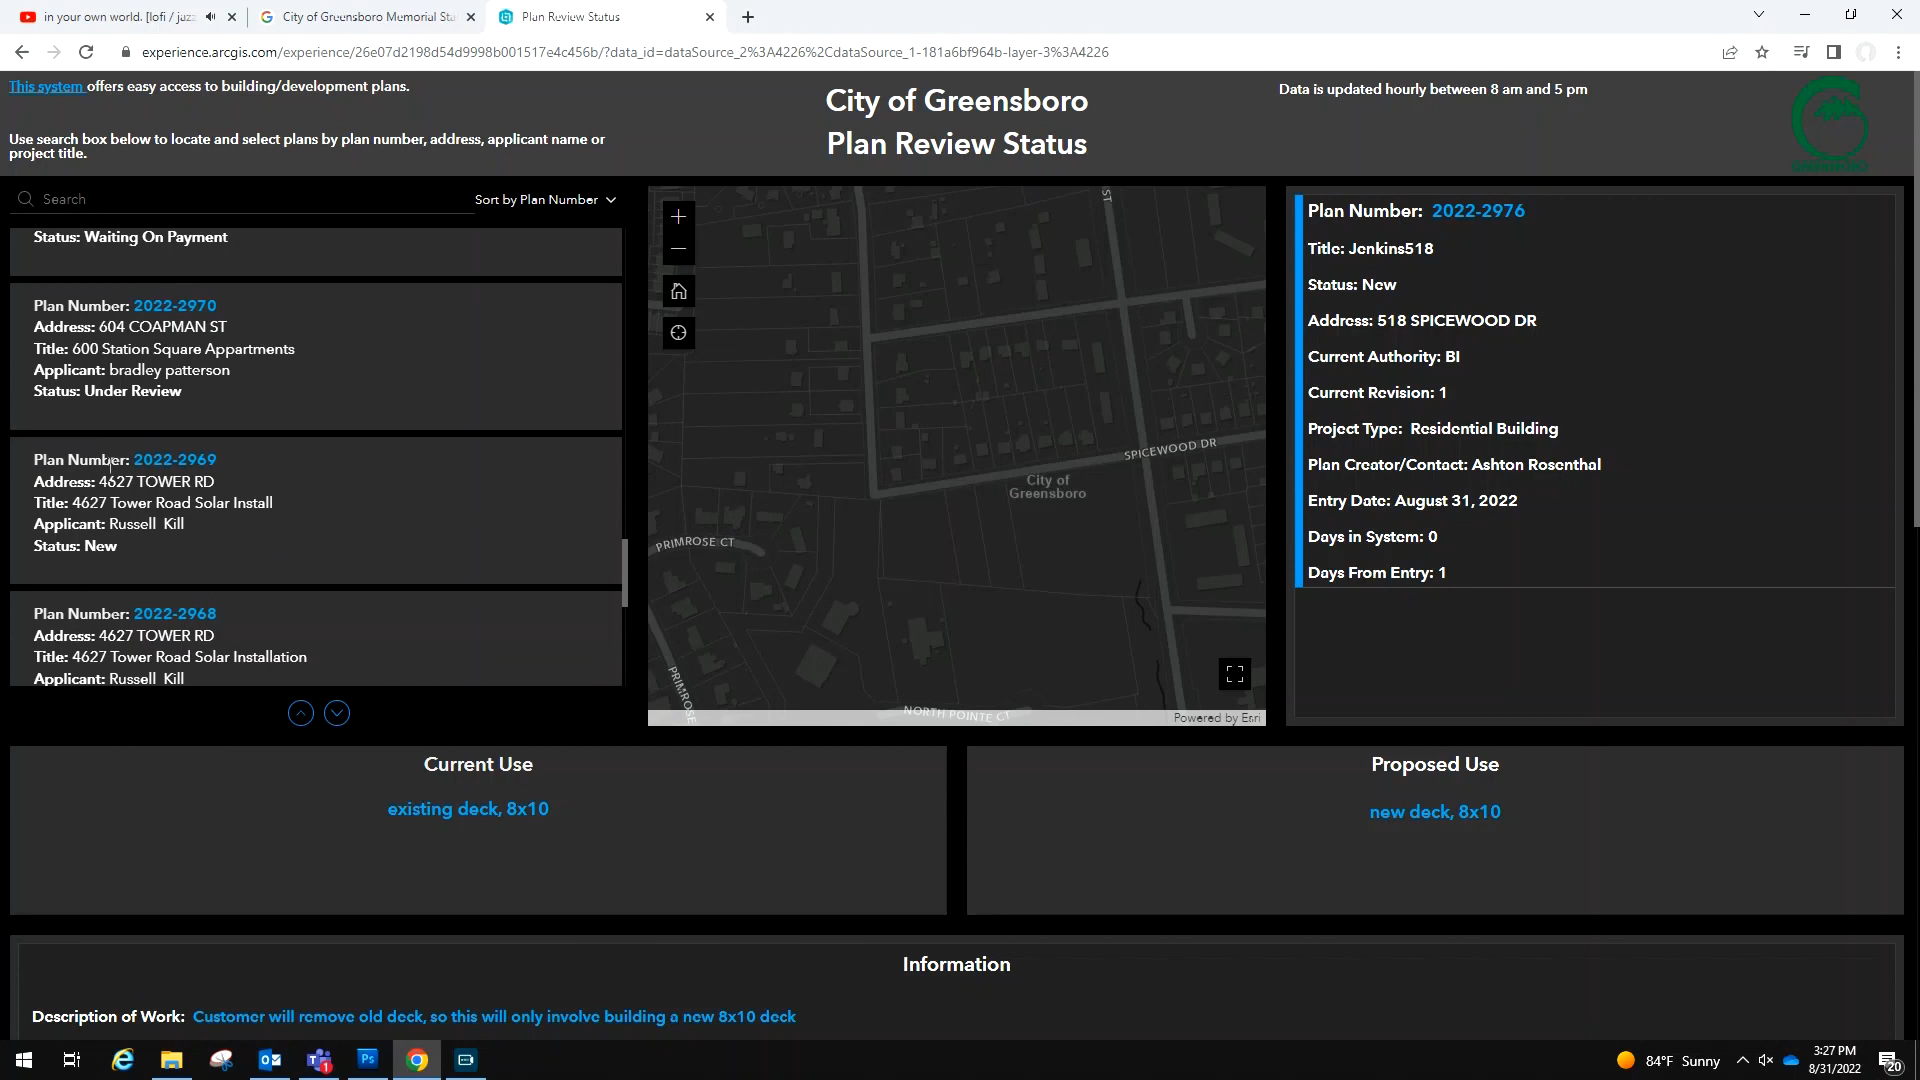 in your own world. [lofi / jazz
City of Greensboro Memorial Sta
Plan Review Status
experience.arcgis.com/experience/26e07d2198d54d9998b001517e4c456b/?data_id=dataSource_2%3A4226%2CdataSource_1-181a6bf964b-layer-3%3A4226
This system offers easy access to building/development plans.
Use search box below to locate and select plans by plan number, address, applicant name or
project title.
City of Greensboro
Plan Review Status
Data is updated hourly between 8 am and 5 pm
GREENSBORO
Search
Sort by Plan Number
Status: Waiting On Payment
Plan Number: 2022-2970
Address: 604 COAPMAN ST
Title: 600 Station Square Appartments
Applicant: bradley patterson
Status: Under Review
Plan Number: 2022-2969
Address: 4627 TOWER RD
Title: 4627 Tower Road Solar Install
Applicant: Russell Kill
Status: New
Plan Number: 2022-2968
Address: 4627 TOWER RD
Title: 4627 Tower Road Solar Installation
Applicant: Russell Kill
ST
SPICEWOOD DR
City of
Greensboro
PRIMROSE CT
PRIMROSE
NORTH POINTE CT
Powered by Esri
Plan Number: 2022-2976
Title: Jenkins518
Status: New
Address: 518 SPICEWOOD DR
Current Authority: BI
Current Revision: 1
Project Type: Residential Building
Plan Creator/Contact: Ashton Rosenthal
Entry Date: August 31, 2022
Days in System: 0
Days From Entry: 1
Current Use
existing deck, 8x10
Proposed Use
new deck, 8x10
Information
Description of Work: Customer will remove old deck, so this will only involve building a new 8x10 deck
1
Ps
84°F Sunny
3:27 PM
8/31/2022
20